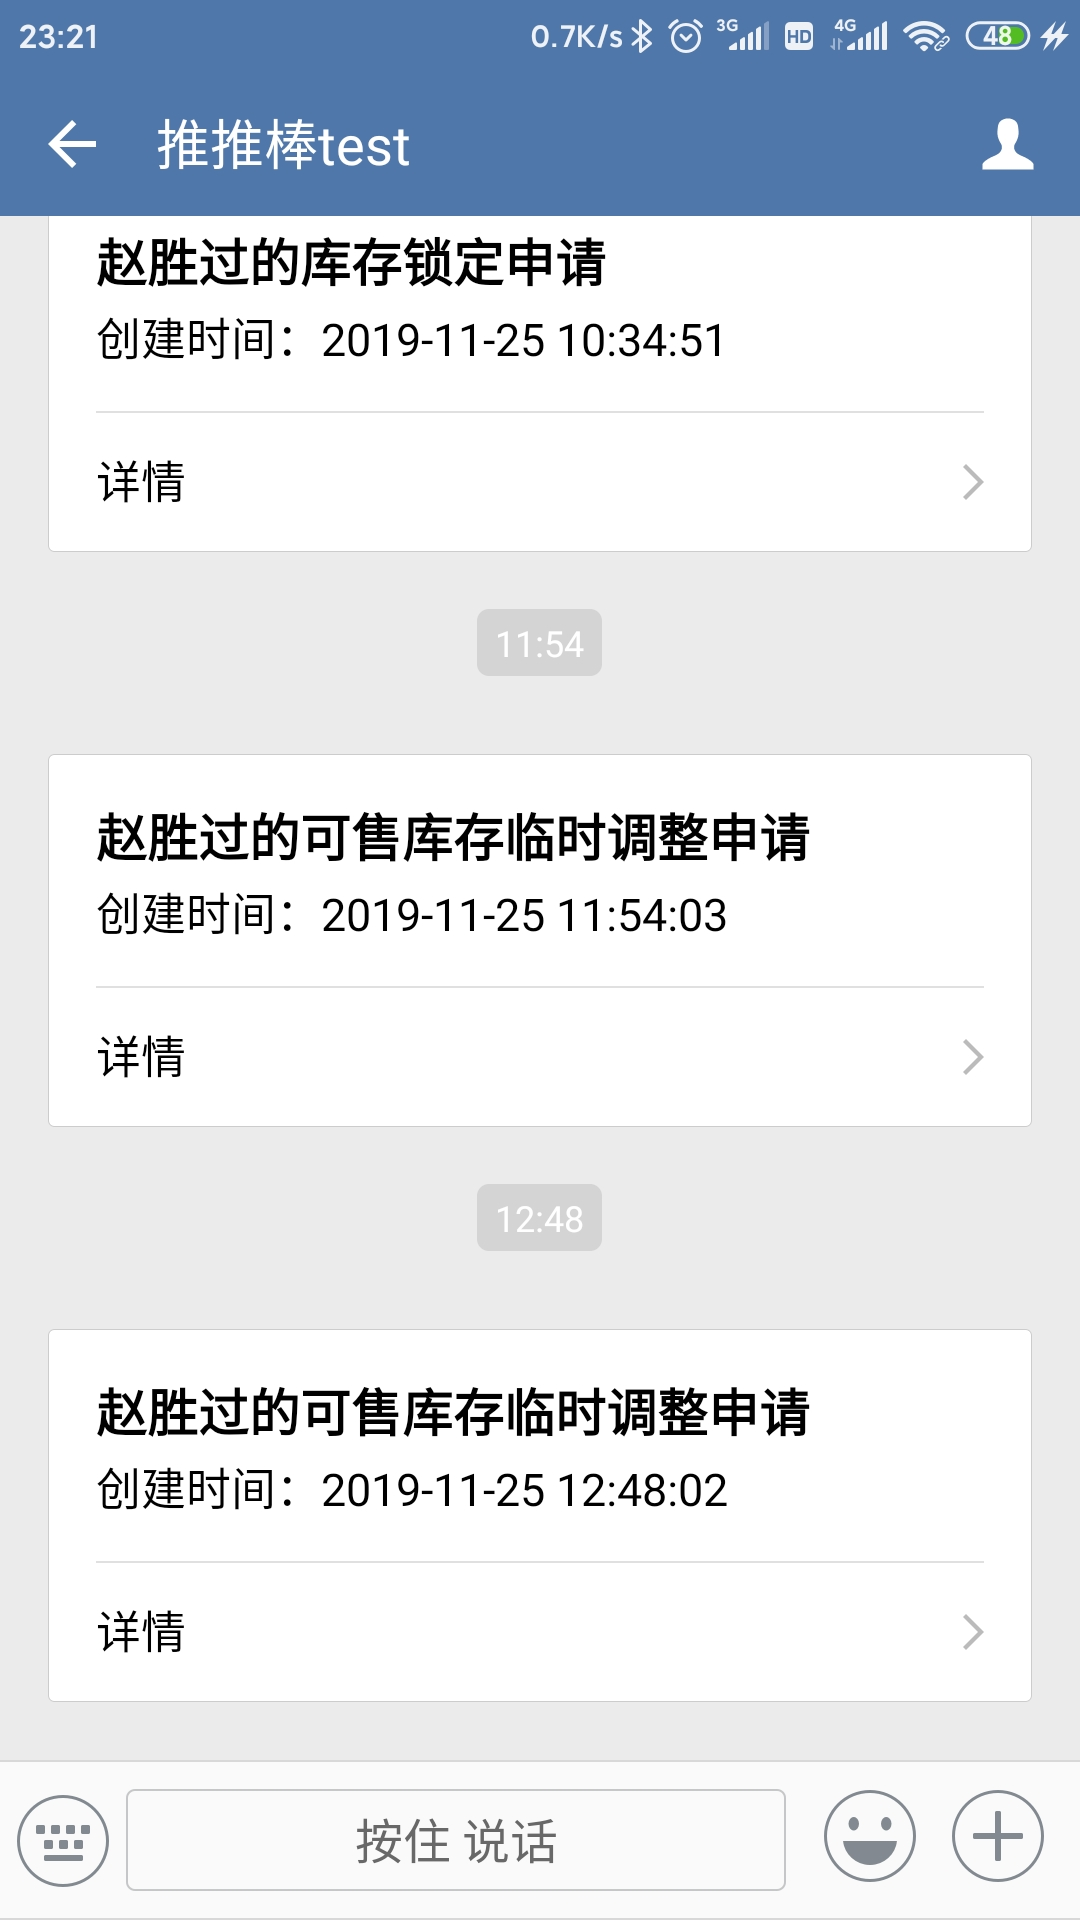 23:21 0.7K/s 3G HD 4G 48
推推棒test
赵胜过的库存锁定申请
创建时间：2019-11-25 10:34:51
详情
11:54
赵胜过的可售库存临时调整申请
创建时间：2019-11-25 11:54:03
详情
12:48
赵胜过的可售库存临时调整申请
创建时间：2019-11-25 12:48:02
详情
按住 说话